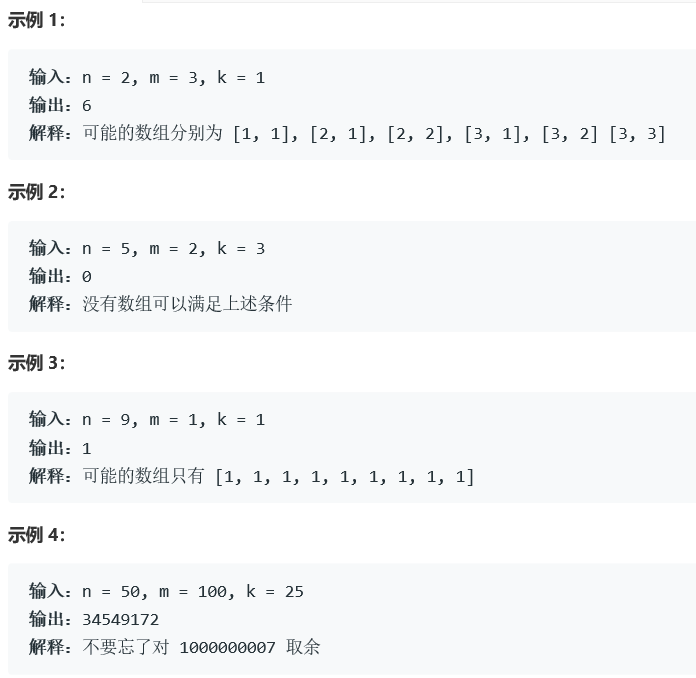 示例 1：
输入：n = 2, m = 3, k = 1
输出：6
解释：可能的数组分别为 [1, 1], [2, 1], [2, 2], [3, 1], [3, 2] [3, 3]
示例 2：
输入：n = 5, m = 2, k = 3
输出：0
解释：没有数组可以满足上述条件
示例 3：
输入：n = 9, m = 1, k = 1
输出：1
解释：可能的数组只有 [1, 1, 1, 1, 1, 1, 1, 1, 1]
示例 4：
输入：n = 50, m = 100, k = 25
输出：34549172
解释：不要忘了对 1000000007 取余